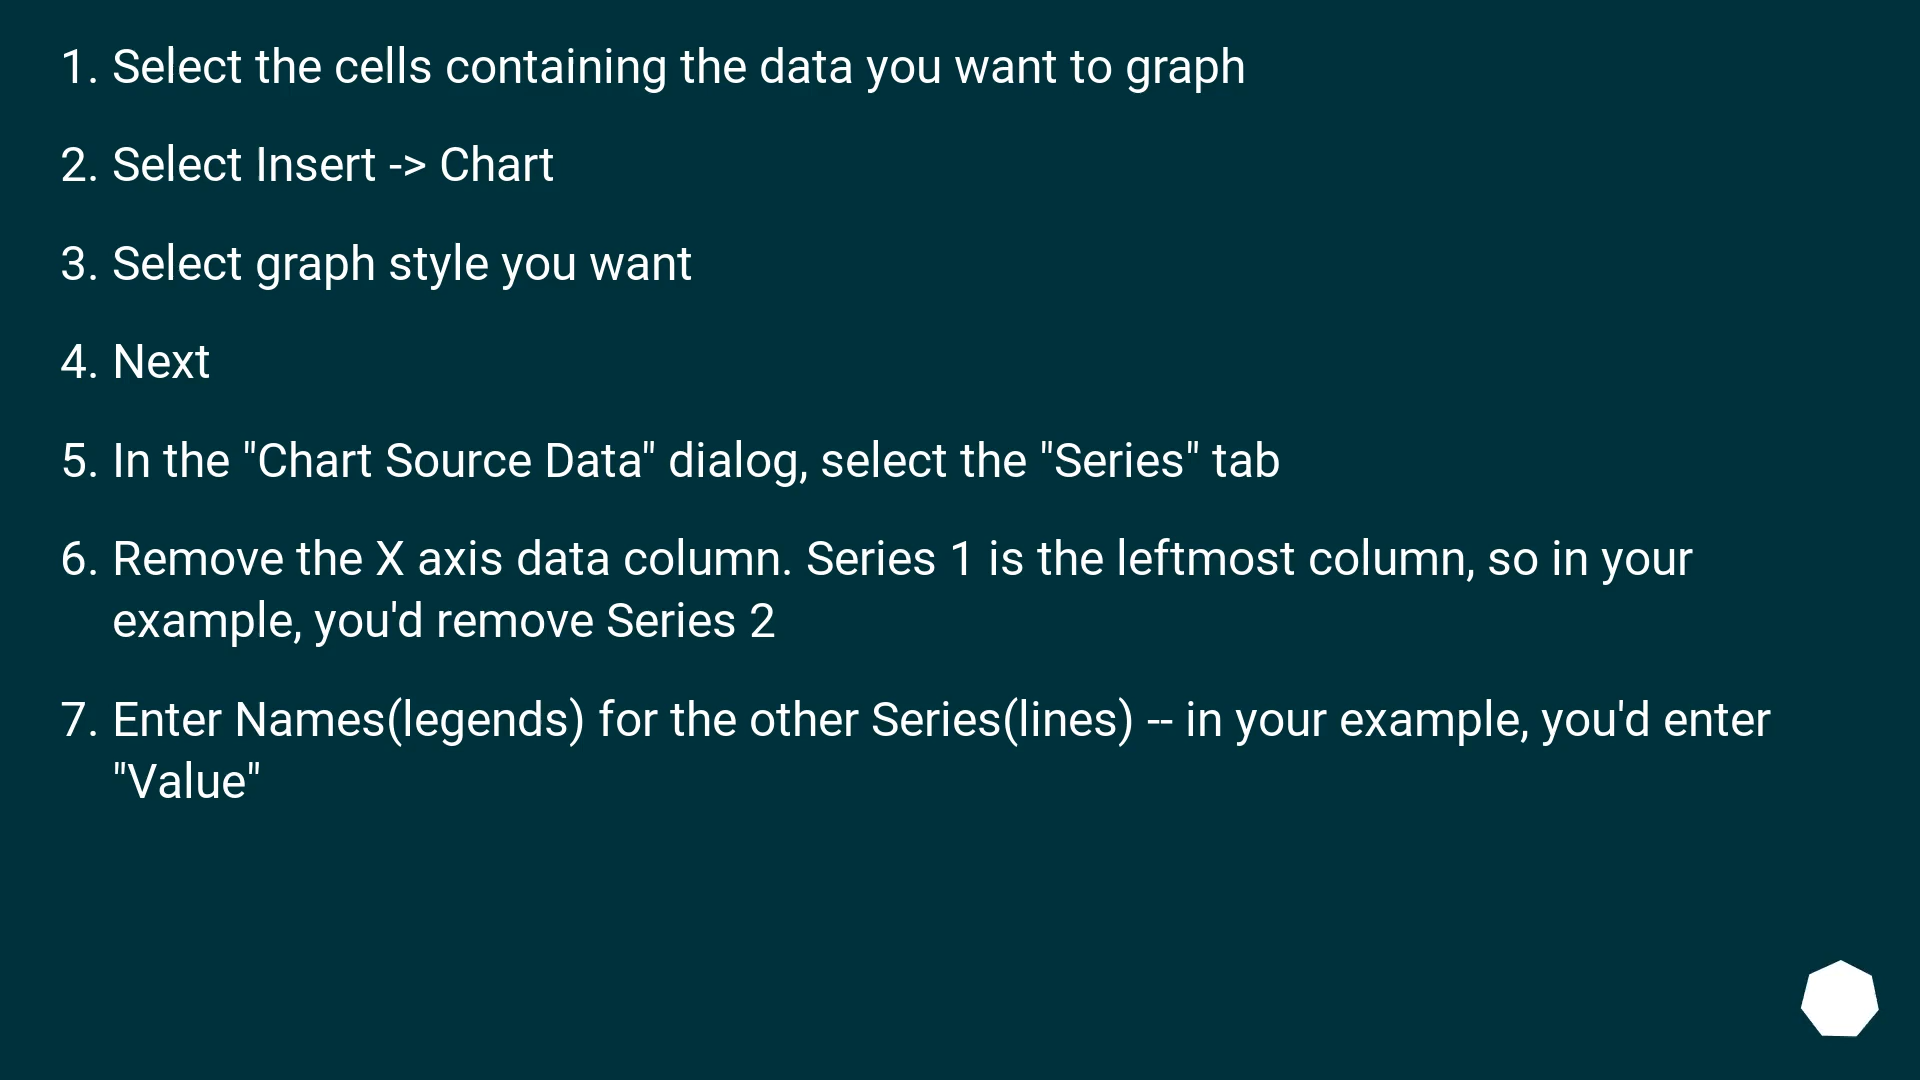 1. Select the cells containing the data you want to graph
2. Select Insert -> Chart
3. Select graph style you want
4. Next
5. In the "Chart Source Data" dialog, select the "Series" tab
6. Remove the X axis data column. Series 1 is the leftmost column, so in your
example, you'd remove Series 2
7. Enter Names(legends) for the other Series(lines) -- in your example, you'd enter
"Value"